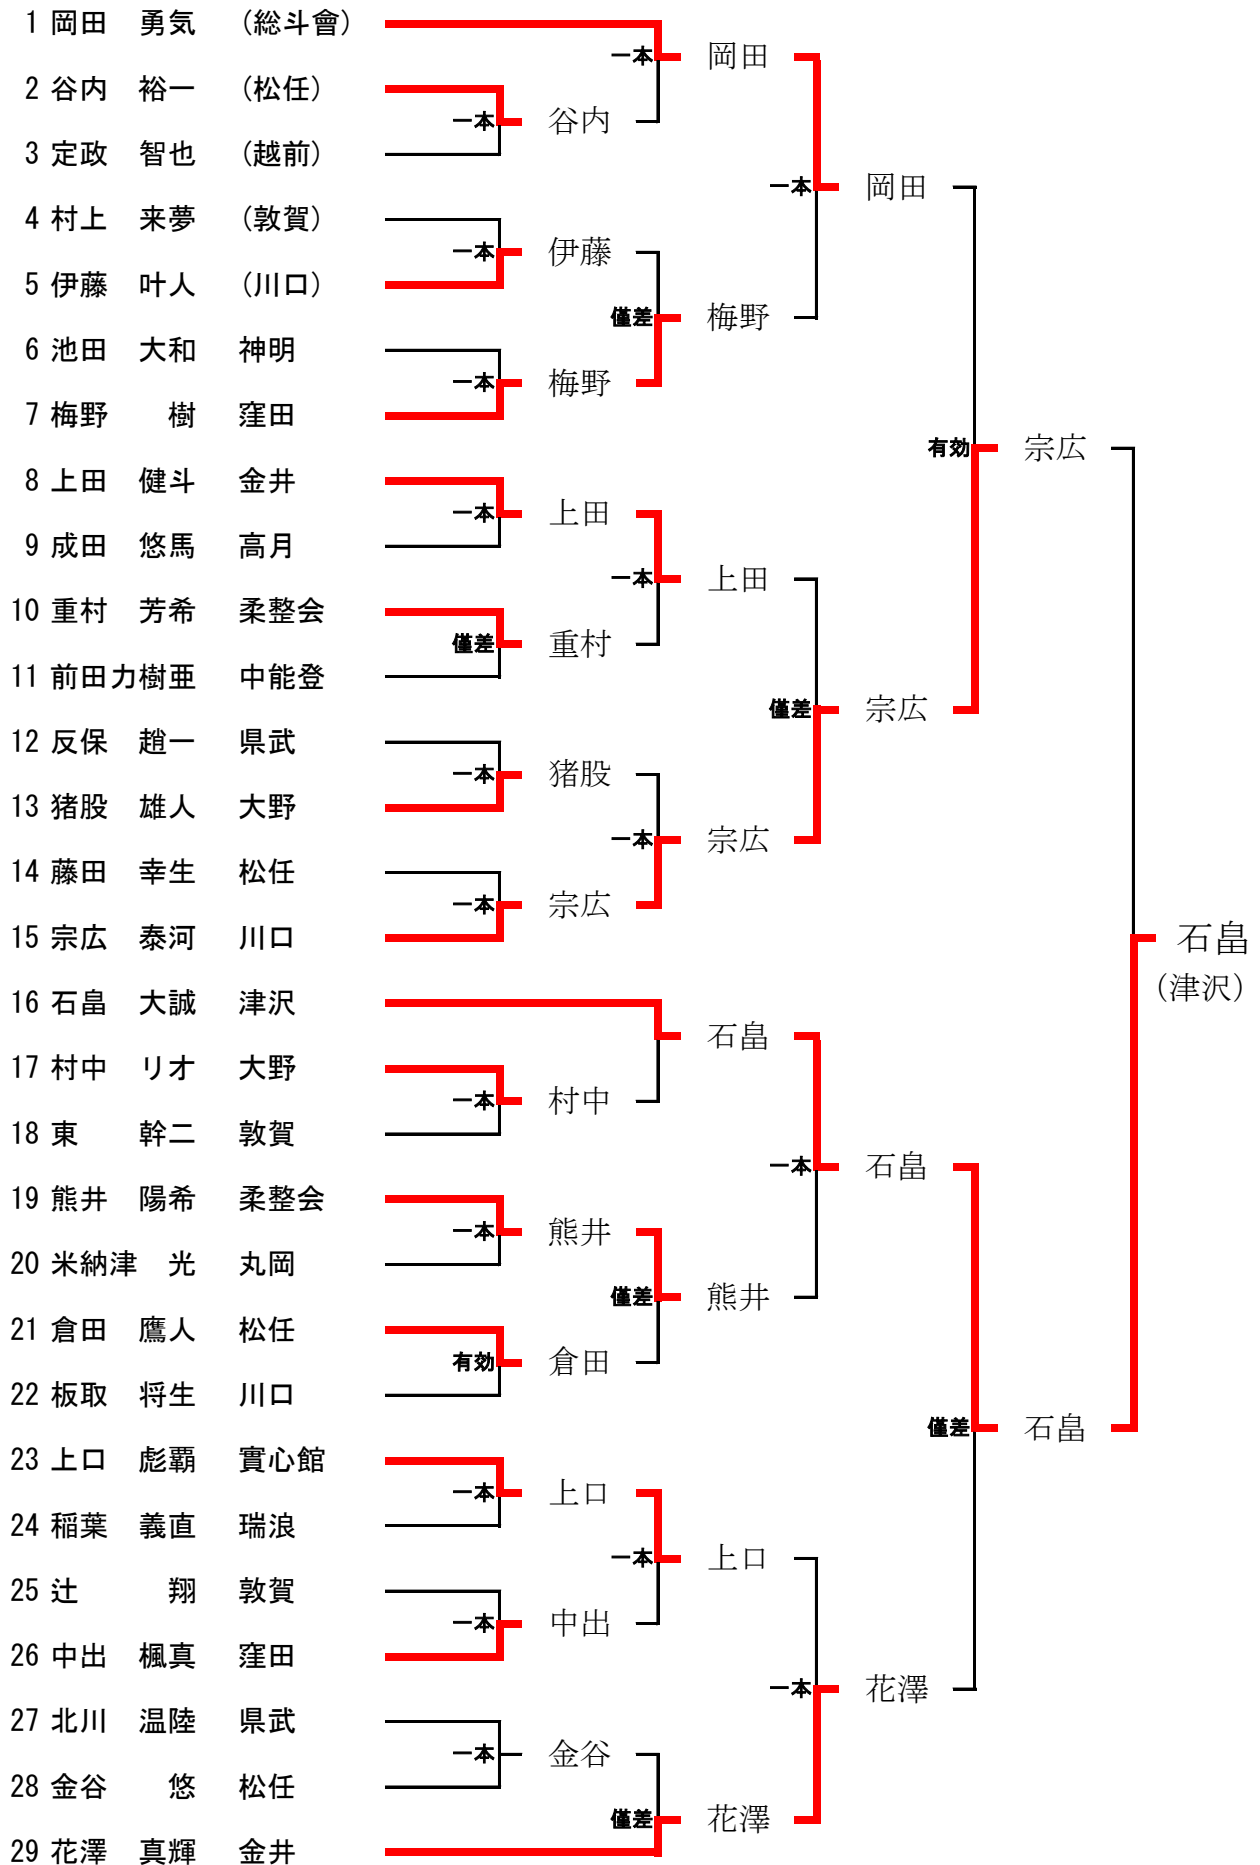 1 岡田 勇気 (総斗會)
一本 岡田
2 谷内 裕一 (松任)
一本 谷内
3 定政 智也 (越前)
一本 岡田
4 村上 来夢 (敦賀)
一本 伊藤
5 伊藤 叶人 (川口)
僅差 梅野
6 池田 大和 神明
一本 梅野
7 梅野 樹 窪田
有効 宗広
8 上田 健斗 金井
一本 上田
9 成田 悠馬 高月
一本 上田
10 重村 芳希 柔整会
僅差 重村
11 前田力樹亜 中能登
僅差 宗広
12 反保 趙一 県武
一本 猪股
13 猪股 雄人 大野
一本 宗広
14 藤田 幸生 松任
一本 宗広
15 宗広 泰河 川口
石畠
(津沢)
16 石畠 大誠 津沢
石畠
17 村中 リオ 大野
一本 村中
18 東 幹二 敦賀
一本 石畠
19 熊井 陽希 柔整会
一本 熊井
20 米納津 光 丸岡
僅差 熊井
21 倉田 鷹人 松任
有効 倉田
22 板取 将生 川口
僅差 石畠
23 上口 彪覇 實心館
一本 上口
24 稲葉 義直 瑞浪
一本 上口
25 辻 翔 敦賀
一本 中出
26 中出 楓真 窪田
一本 花澤
27 北川 温陸 県武
一本 金谷
28 金谷 悠 松任
僅差 花澤
29 花澤 真輝 金井